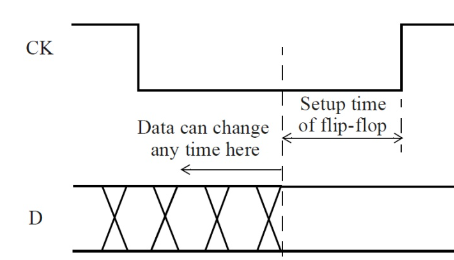 CK
Setup time
of flip-flop
Data can change
any time here
D